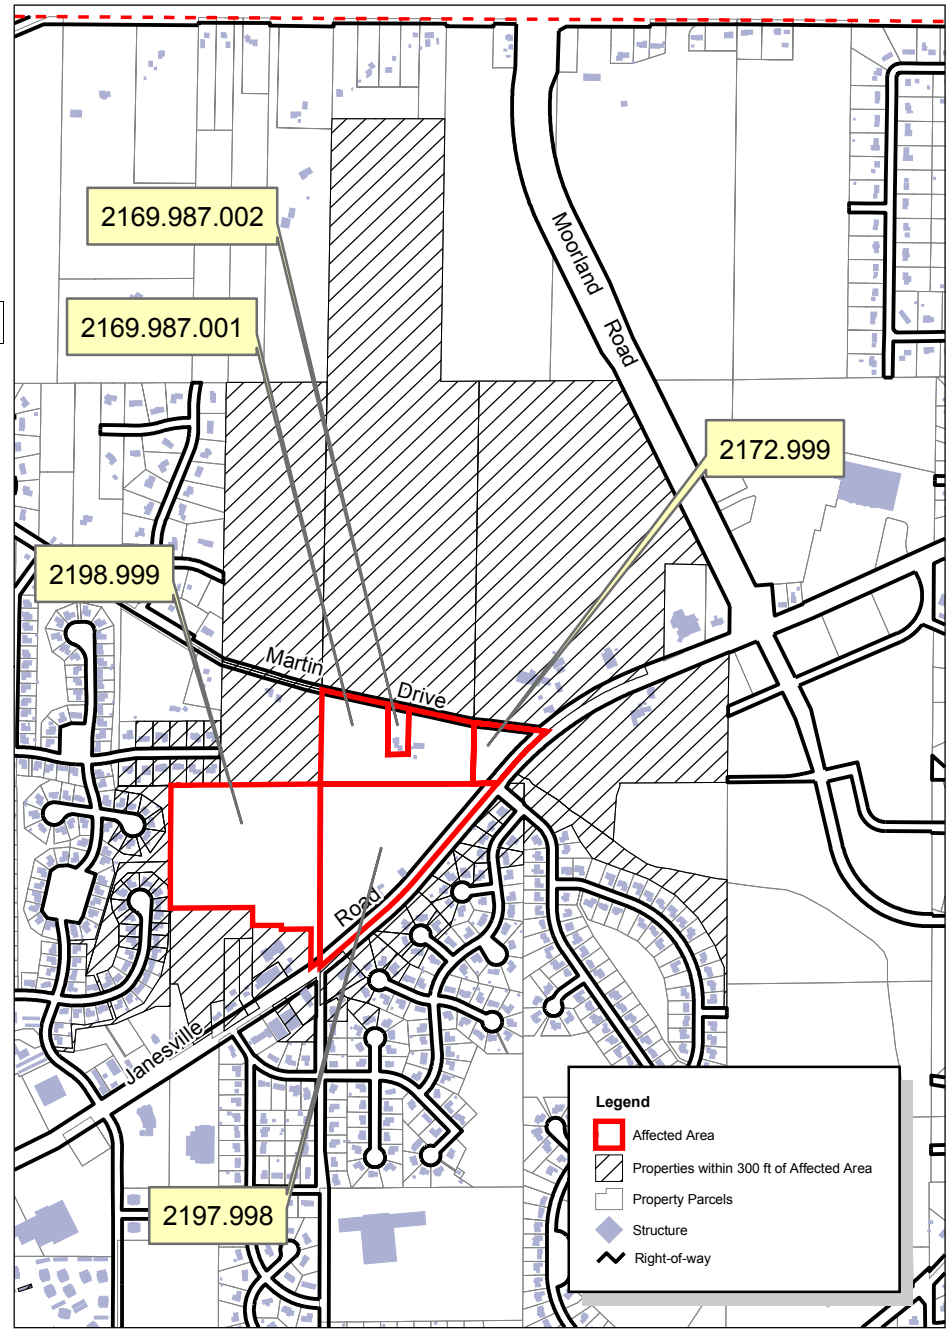 2169.987.002
Moorland
Road
2169.987.001
2172.999
2198.999
Martin
Drive
Road
Janesville
2197.998
Legend
Affected Area
Properties within 300 ft of Affected Area
Property Parcels
Structure
Right-of-way